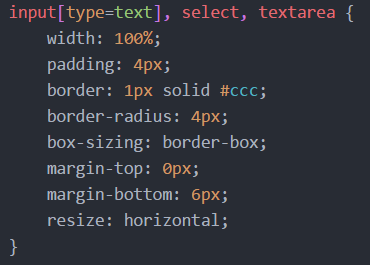 input[type=text], select, textarea {
    width: 100%;
    padding: 4px;
    border: 1px solid #ccc;
    border-radius: 4px;
    box-sizing: border-box;
    margin-top: 0px;
    margin-bottom: 6px;
    resize: horizontal;
}